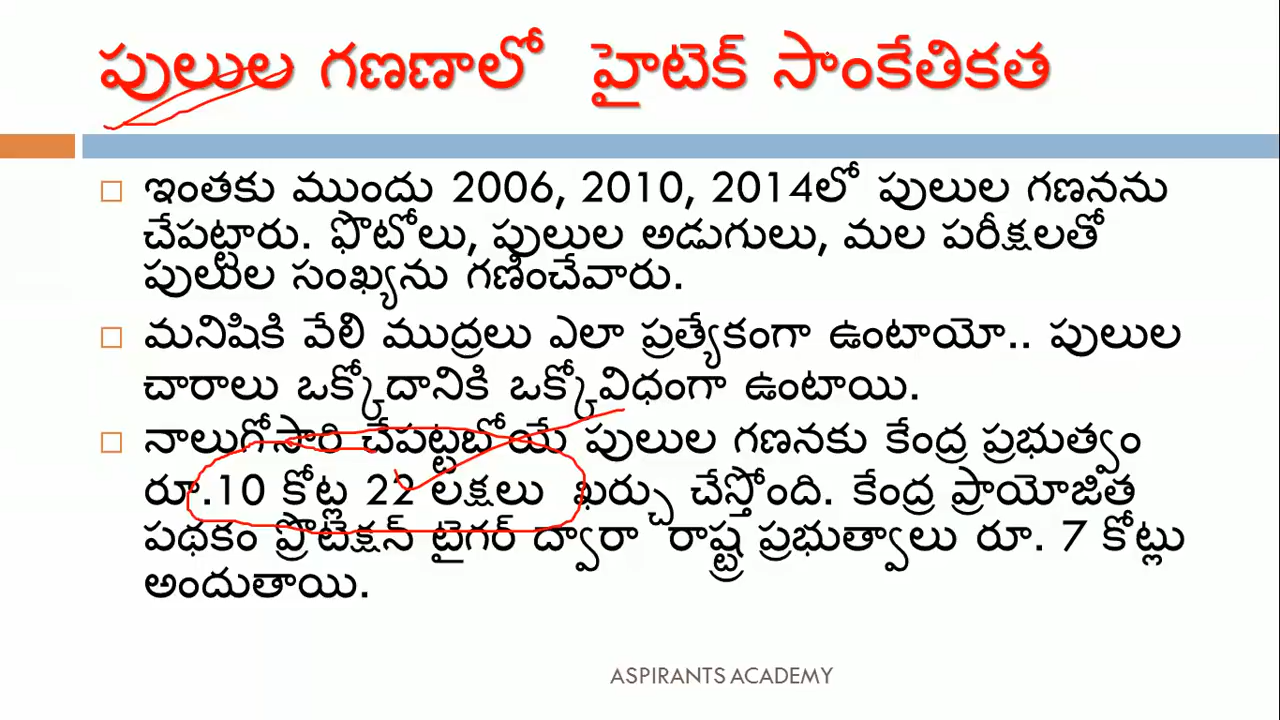 పులుల గణణాలో హైటెక్ సాంకేతికత
ఇంతకు ముందు 2006, 2010, 2014లో పులుల గణనను
చేపట్టారు. ఫొటోలు, పులుల అడుగులు, మల పరీక్షలతో
పులుల సంఖ్యను గణించేవారు.
మనిషికి వేలి ముద్రలు ఎలా ప్రత్యేకంగా ఉంటాయో.. పులుల
చారాలు ఒక్కోదానికి ఒక్కోవిధంగా ఉంటాయి.
నాలుగోసారి చేపట్టబోయే పులుల గణనకు కేంద్ర ప్రభుత్వం
రూ.10 కోట్ల 22 లక్షలు ఖర్చు చేస్తోంది. కేంద్ర ప్రాయోజిత
పథకం ప్రొటెక్షన్ టైగర్ ద్వారా రాష్ట్ర ప్రభుత్వాలు రూ. 7 కోట్లు
అందుతాయి.
ASPIRANTS ACADEMY